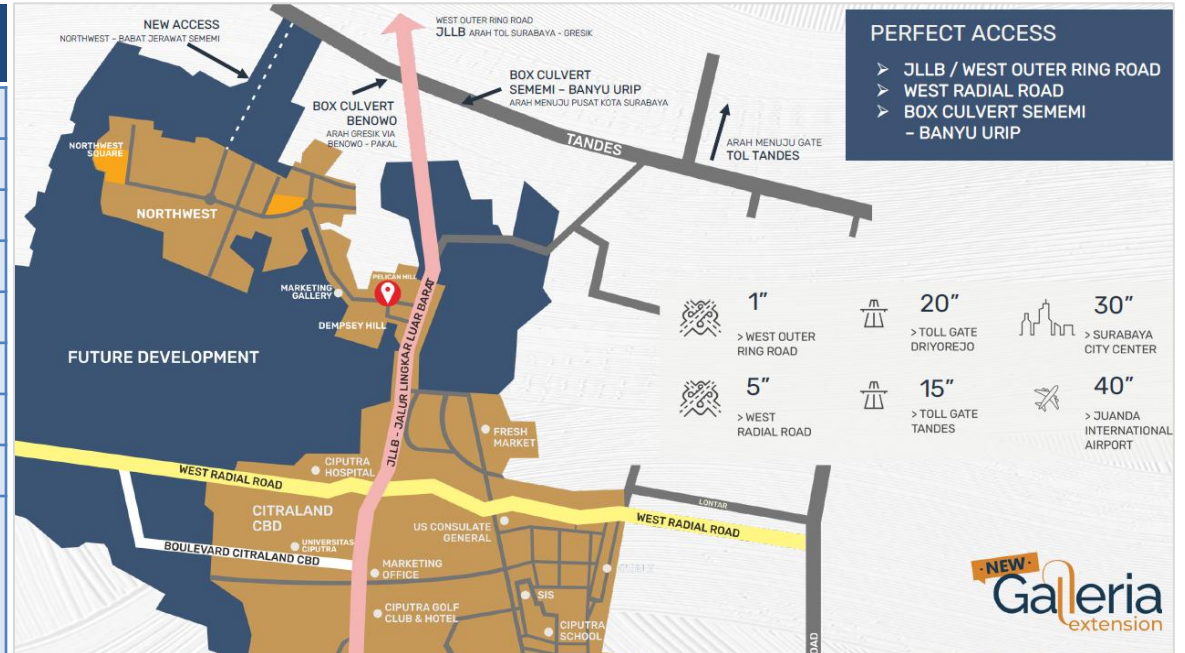 NEW ACCESS
NORTHWEST - BABAT JERAWAT SEMEMI
WEST OUTER RING ROAD
JLLB ARAH TOL SURABAYA - GRESIK
BOX CULVERT
BENOWO
ARAH GRESIK VIA
BENOWO - PAKAL
BOX CULVERT
SEMEMI - BANYU URIP
ARAH MENUJU PUSAT KOTA SURABAYA
TANDES
ARAH MENUJU GATE
TOL TANDES
PERFECT ACCESS
➢ JLLB / WEST OUTER RING ROAD
➢ WEST RADIAL ROAD
➢ BOX CULVERT SEMEMI
– BANYU URIP
NORTHWEST
SQUARE
NORTHWEST
MARKETING
GALLERY
PELICAN HILL
DEMPSEY HILL
FUTURE DEVELOPMENT
JLLB - JALUR LINGKAR LUAR BARAT
1”
> WEST OUTER
RING ROAD
20”
> TOLL GATE
DRIYOREJO
30”
> SURABAYA
CITY CENTER
5”
> WEST
RADIAL ROAD
15”
> TOLL GATE
TANDES
40”
> JUANDA
INTERNATIONAL
AIRPORT
FRESH
MARKET
WEST RADIAL ROAD
CIPUTRA
HOSPITAL
CITRALAND
CBD
US CONSULATE
GENERAL
LONTAR
WEST RADIAL ROAD
UNIVERSITAS
CIPUTRA
BOULEVARD CITRALAND CBD
MARKETING
OFFICE
CIPUTRA GOLF
CLUB & HOTEL
SIS
CIPUTRA
SCHOOL
ROAD
·NEW·
Galleria
extension